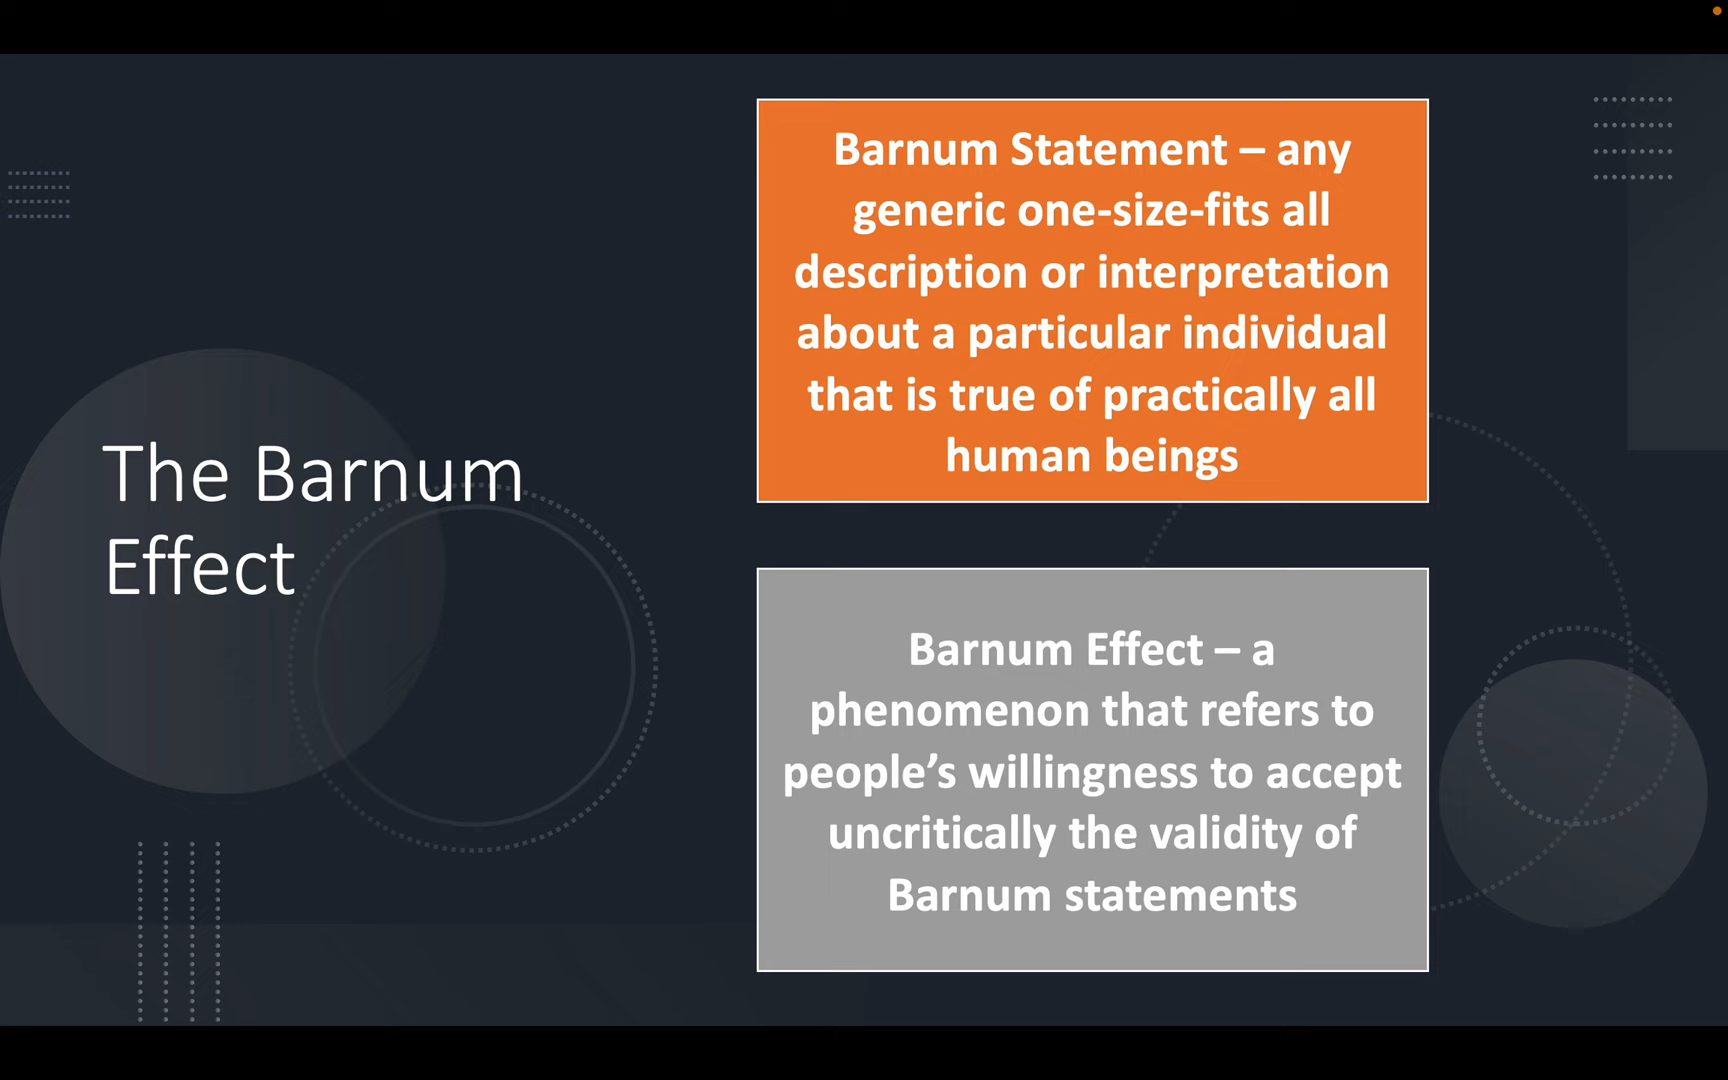 The Barnum
Effect
Barnum Statement – any
generic one-size-fits all
description or interpretation
about a particular individual
that is true of practically all
human beings
Barnum Effect – a
phenomenon that refers to
people’s willingness to accept
uncritically the validity of
Barnum statements